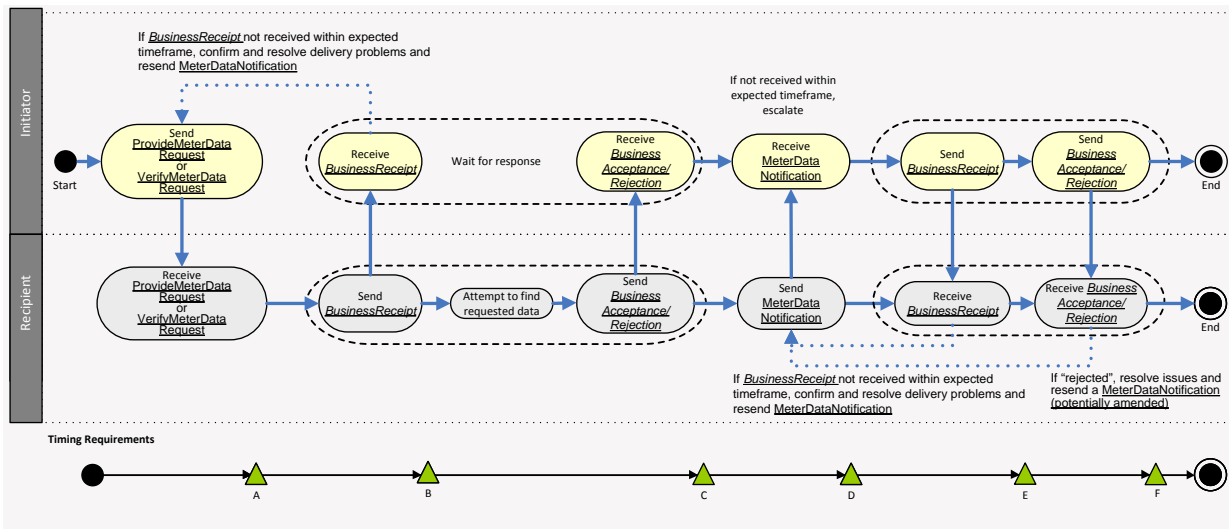 Initiator
If BusinessReceipt not received within expected
timeframe, confirm and resolve delivery problems and
resend MeterDataNotification
If not received within
expected timeframe,
escalate
Start
Send
ProvideMeterData
Request
or
VerifyMeterData
Request
Receive
BusinessReceipt
Wait for response
Receive
Business
Acceptance/
Rejection
Receive
MeterData
Notification
Send
BusinessReceipt
Send
Business
Acceptance/
Rejection
End
Recipient
Receive
ProvideMeterData
Request
or
VerifyMeterData
Request
Send
BusinessReceipt
Attempt to find
requested data
Send
Business
Acceptance/
Rejection
Send
MeterData
Notification
Receive
BusinessReceipt
Receive Business
Acceptance/
Rejection
End
If BusinessReceipt not received within expected
timeframe, confirm and resolve delivery problems and
resend MeterDataNotification
If “rejected”, resolve issues and
resend a MeterDataNotification
(potentially amended)
Timing Requirements
A
B
C
D
E
F